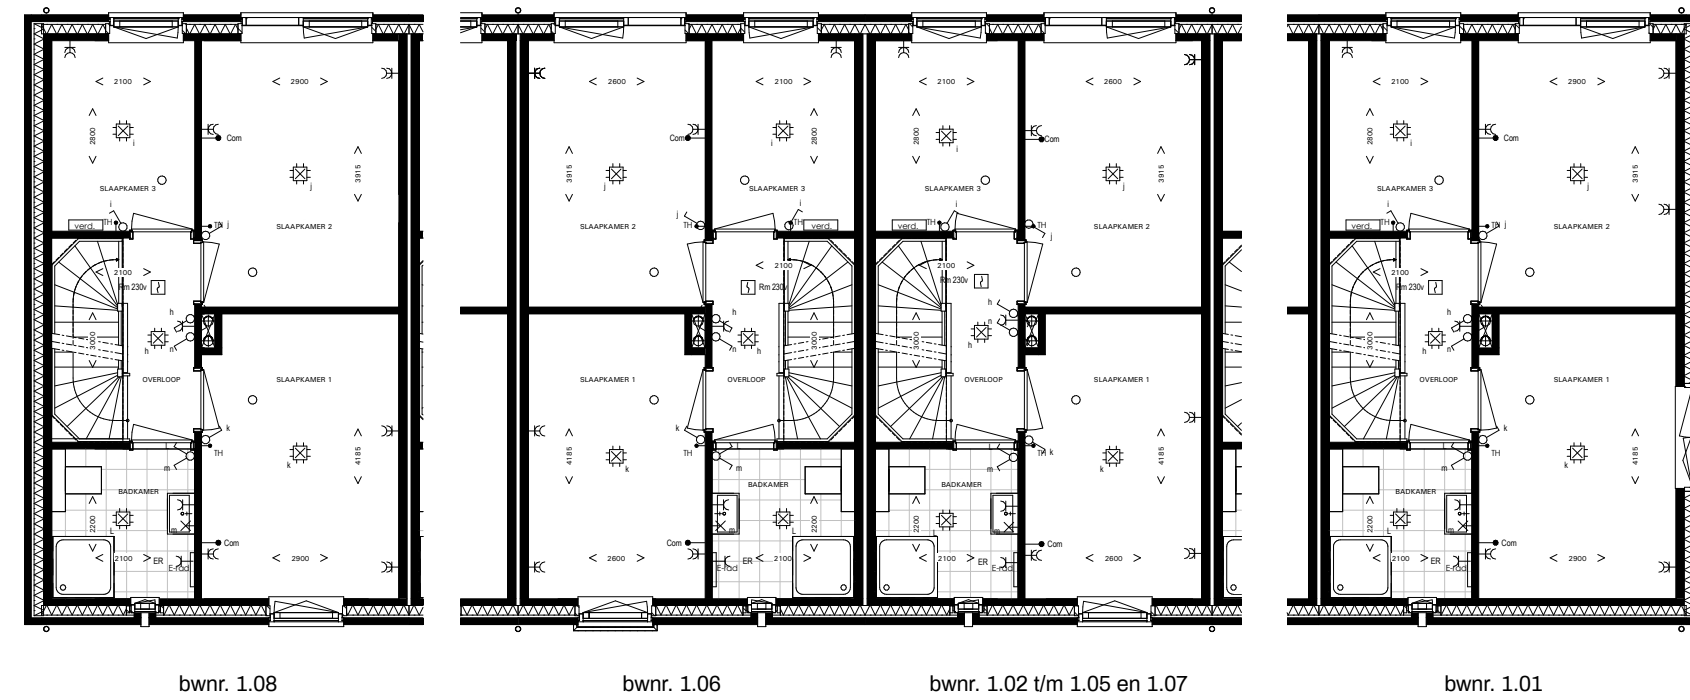 2100
2900
2800
Com
i
3915
j
SLAAPKAMER 3
i
verd.
TH
TH
j
SLAAPKAMER 2
2100
Rm 230v
h
3000
h
n
OVERLOOP
SLAAPKAMER 1
k
TH
4185
k
m
BADKAMER
2200
L
m
Com
2100
ER
E-rad
2900
bwnr. 1.08
2600
2100
Com
2800
i
3915
j
SLAAPKAMER 3
j
i
TH
TH
verd.
SLAAPKAMER 2
2100
Rm 230v
h
3000
n
h
SLAAPKAMER 1
OVERLOOP
k
TH
4185
k
m
BADKAMER
2200
m
L
Com
2600
ER
2100
E-rad
bwnr. 1.06
2100
2600
2800
Com
i
3915
j
SLAAPKAMER 3
i
verd.
TH
TH
j
SLAAPKAMER 2
2100
Rm 230v
h
n
3000
h
OVERLOOP
SLAAPKAMER 1
TH
k
4185
k
m
BADKAMER
2200
L
m
Com
2100
ER
E-rad
2600
bwnr. 1.02 t/m 1.05 en 1.07
2100
2900
2800
Com
i
3915
j
SLAAPKAMER 3
i
verd.
TH
TH
j
SLAAPKAMER 2
2100
Rm 230v
h
3000
h
n
OVERLOOP
SLAAPKAMER 1
k
TH
4185
k
m
BADKAMER
2200
L
m
Com
2100
ER
E-rad
2900
bwnr. 1.01